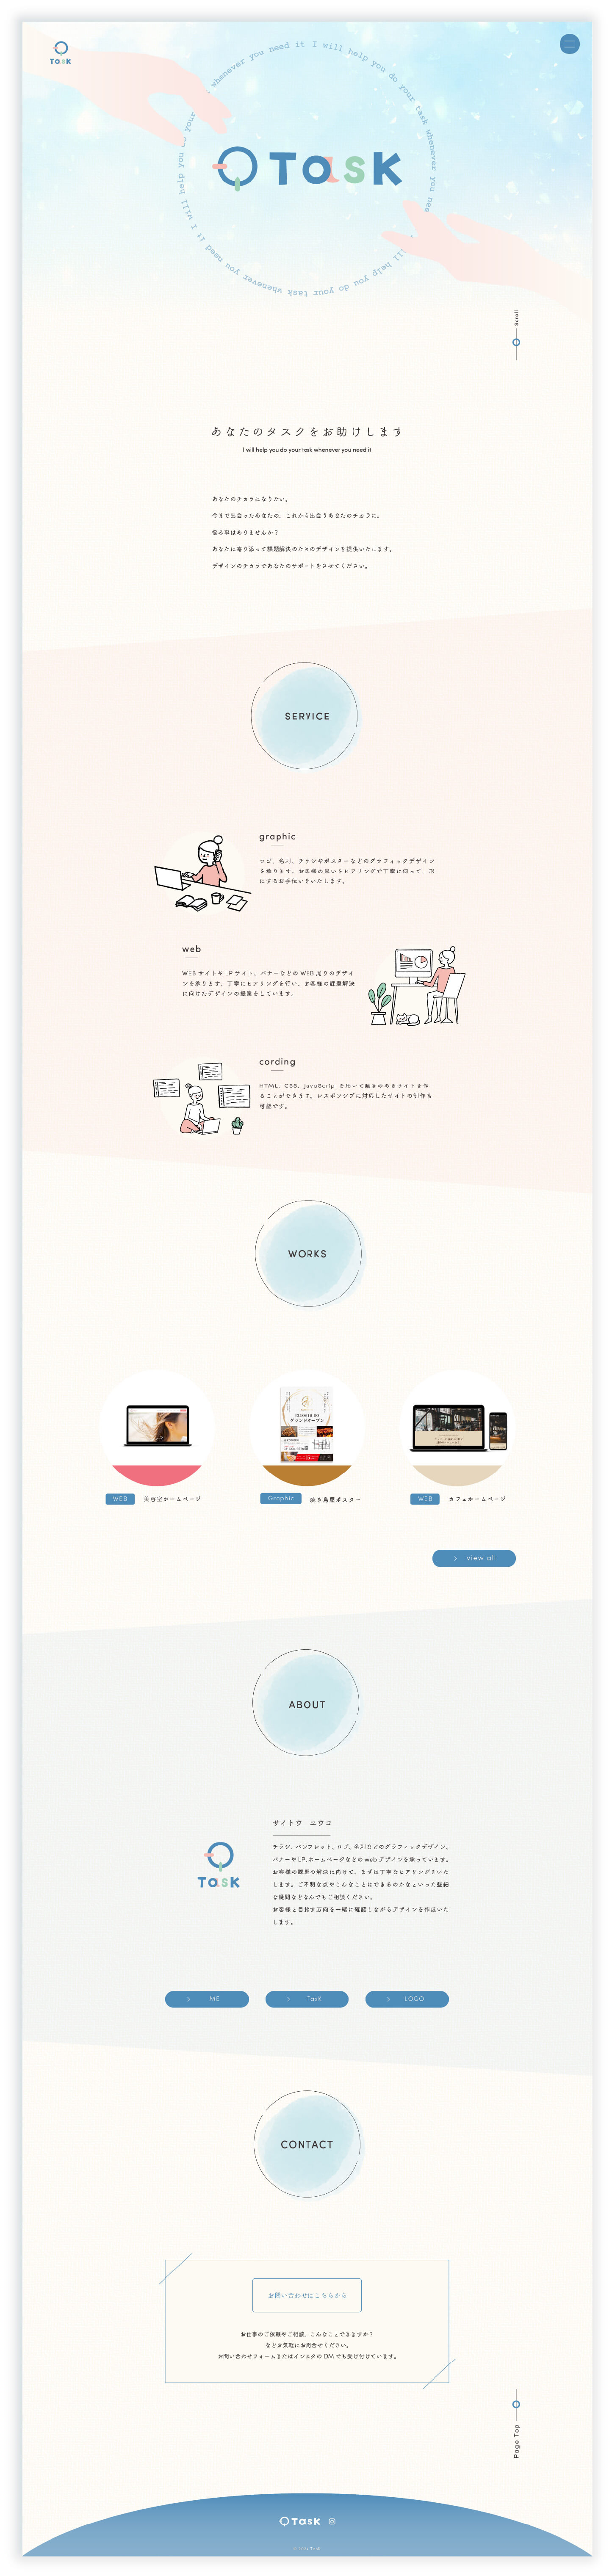 TasK
whenever you need it I will help you do your task whenever you nee
ill help you do your task whenever you need it I will help you do your
TasK
Scroll
あなたのタスクをお助けします
I will help you do your task whenever you need it
あなたのチカラになりたい。
今まで出会ったあなたの、これから出会うあなたのチカラに。
悩み事はありませんか？
あなたに寄り添って課題解決のためのデザインを提供いたします。
デザインのチカラであなたのサポートをさせてください。
SERVICE
graphic
ロゴ、名刺、チラシやポスターなどのグラフィックデザイン
を承ります。お客様の思いをヒアリングで丁寧に伺って、形
にするお手伝いをいたします。
web
WEBサイトやLPサイト、バナーなどのWEB周りのデザイ
ンを承ります。丁寧にヒアリングを行い、お客様の課題解決
に向けたデザインの提案をしています。
cording
HTML、CSS、JavaScriptを用いて動きのあるサイトを作
ることができます。レスポンシブに対応したサイトの制作も
可能です。
WORKS
グランドオープン
WEB 美容室ホームページ
Graphic 焼き鳥屋ポスター
WEB カフェホームページ
view all
ABOUT
TasK
サイトウ ユウコ
チラシ、パンフレット、ロゴ、名刺などのグラフィックデザイン、
バナーやLP、ホームページなどのwebデザインを承っています。
お客様の課題の解決に向けて、まずは丁寧なヒアリングをいた
します。ご不明な点やこんなことはできるのかなといった些細
な疑問などなんでもご相談ください。
お客様と目指す方向を一緒に確認しながらデザインを作成いた
します。
ME
TasK
LOGO
CONTACT
お問い合わせはこちらから
お仕事のご依頼やご相談、こんなことできますか？
などお気軽にお問合せください。
お問い合わせフォームまたはインスタのDMでも受け付けています。
Page Top
TasK